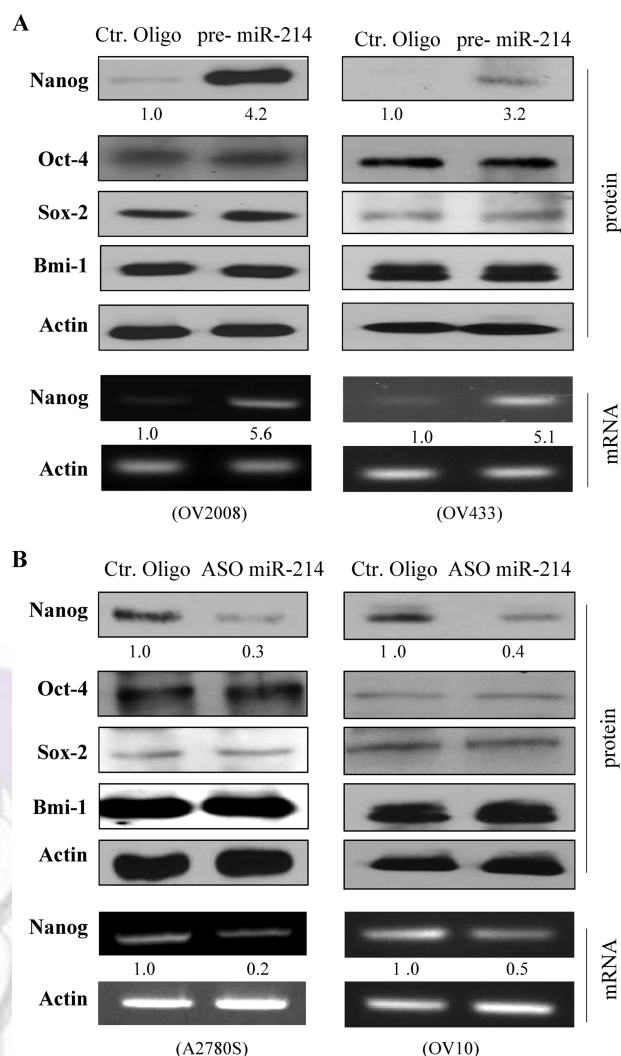 A
Ctr. Oligo pre- miR-214 Ctr. Oligo pre- miR-214
Nanog
1.0 4.2 1.0 3.2
Oct-4
Sox-2
Bmi-1
Actin
protein
Nanog
1.0 5.6 1.0 5.1
Actin
mRNA
(OV2008) (OV433)
B
Ctr. Oligo ASO miR-214 Ctr. Oligo ASO miR-214
Nanog
1.0 0.3 1 .0 0.4
Oct-4
Sox-2
Bmi-1
Actin
protein
Nanog
1.0 0.2 1 .0 0.5
Actin
mRNA
(A2780S) (OV10)